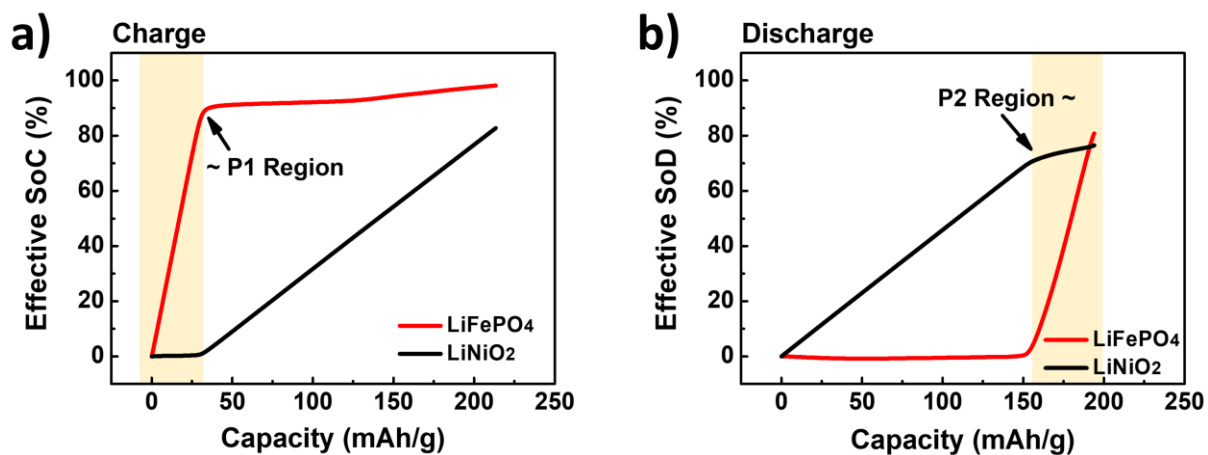 a) Charge
Effective SoC (%)
100
80
60
40
20
0
~ P1 Region
LiFePO4
LiNiO2
0 50 100 150 200 250
Capacity (mAh/g)
b) Discharge
Effective SoD (%)
100
80
60
40
20
0
P2 Region ~
LiFePO4
LiNiO2
0 50 100 150 200 250
Capacity (mAh/g)